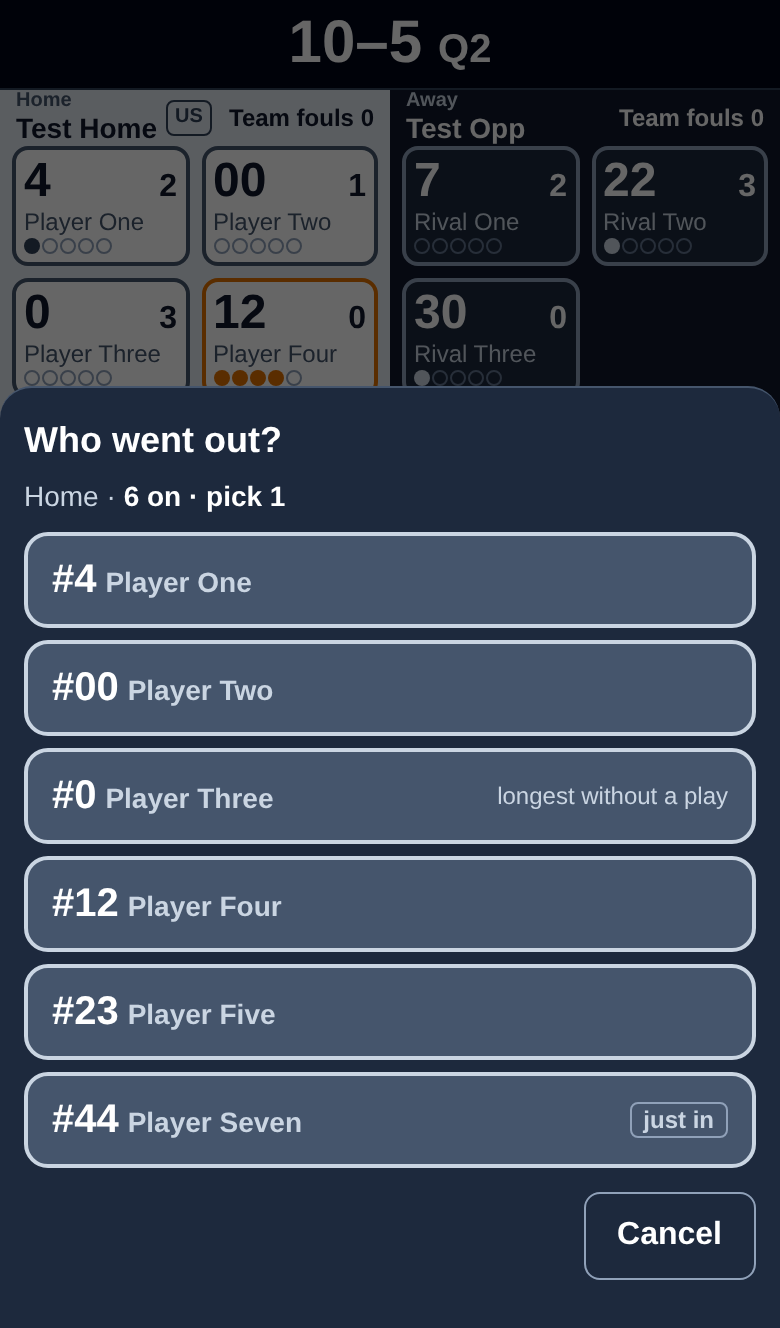 10–5 Q2
Home
Test Home US Team fouls 0
Away
Test Opp Team fouls 0
4 2
Player One
00 1
Player Two
7 2
Rival One
22 3
Rival Two
0 3
Player Three
12 0
Player Four
30 0
Rival Three
Who went out?
Home · 6 on · pick 1
#4 Player One
#00 Player Two
#0 Player Three longest without a play
#12 Player Four
#23 Player Five
#44 Player Seven just in
Cancel